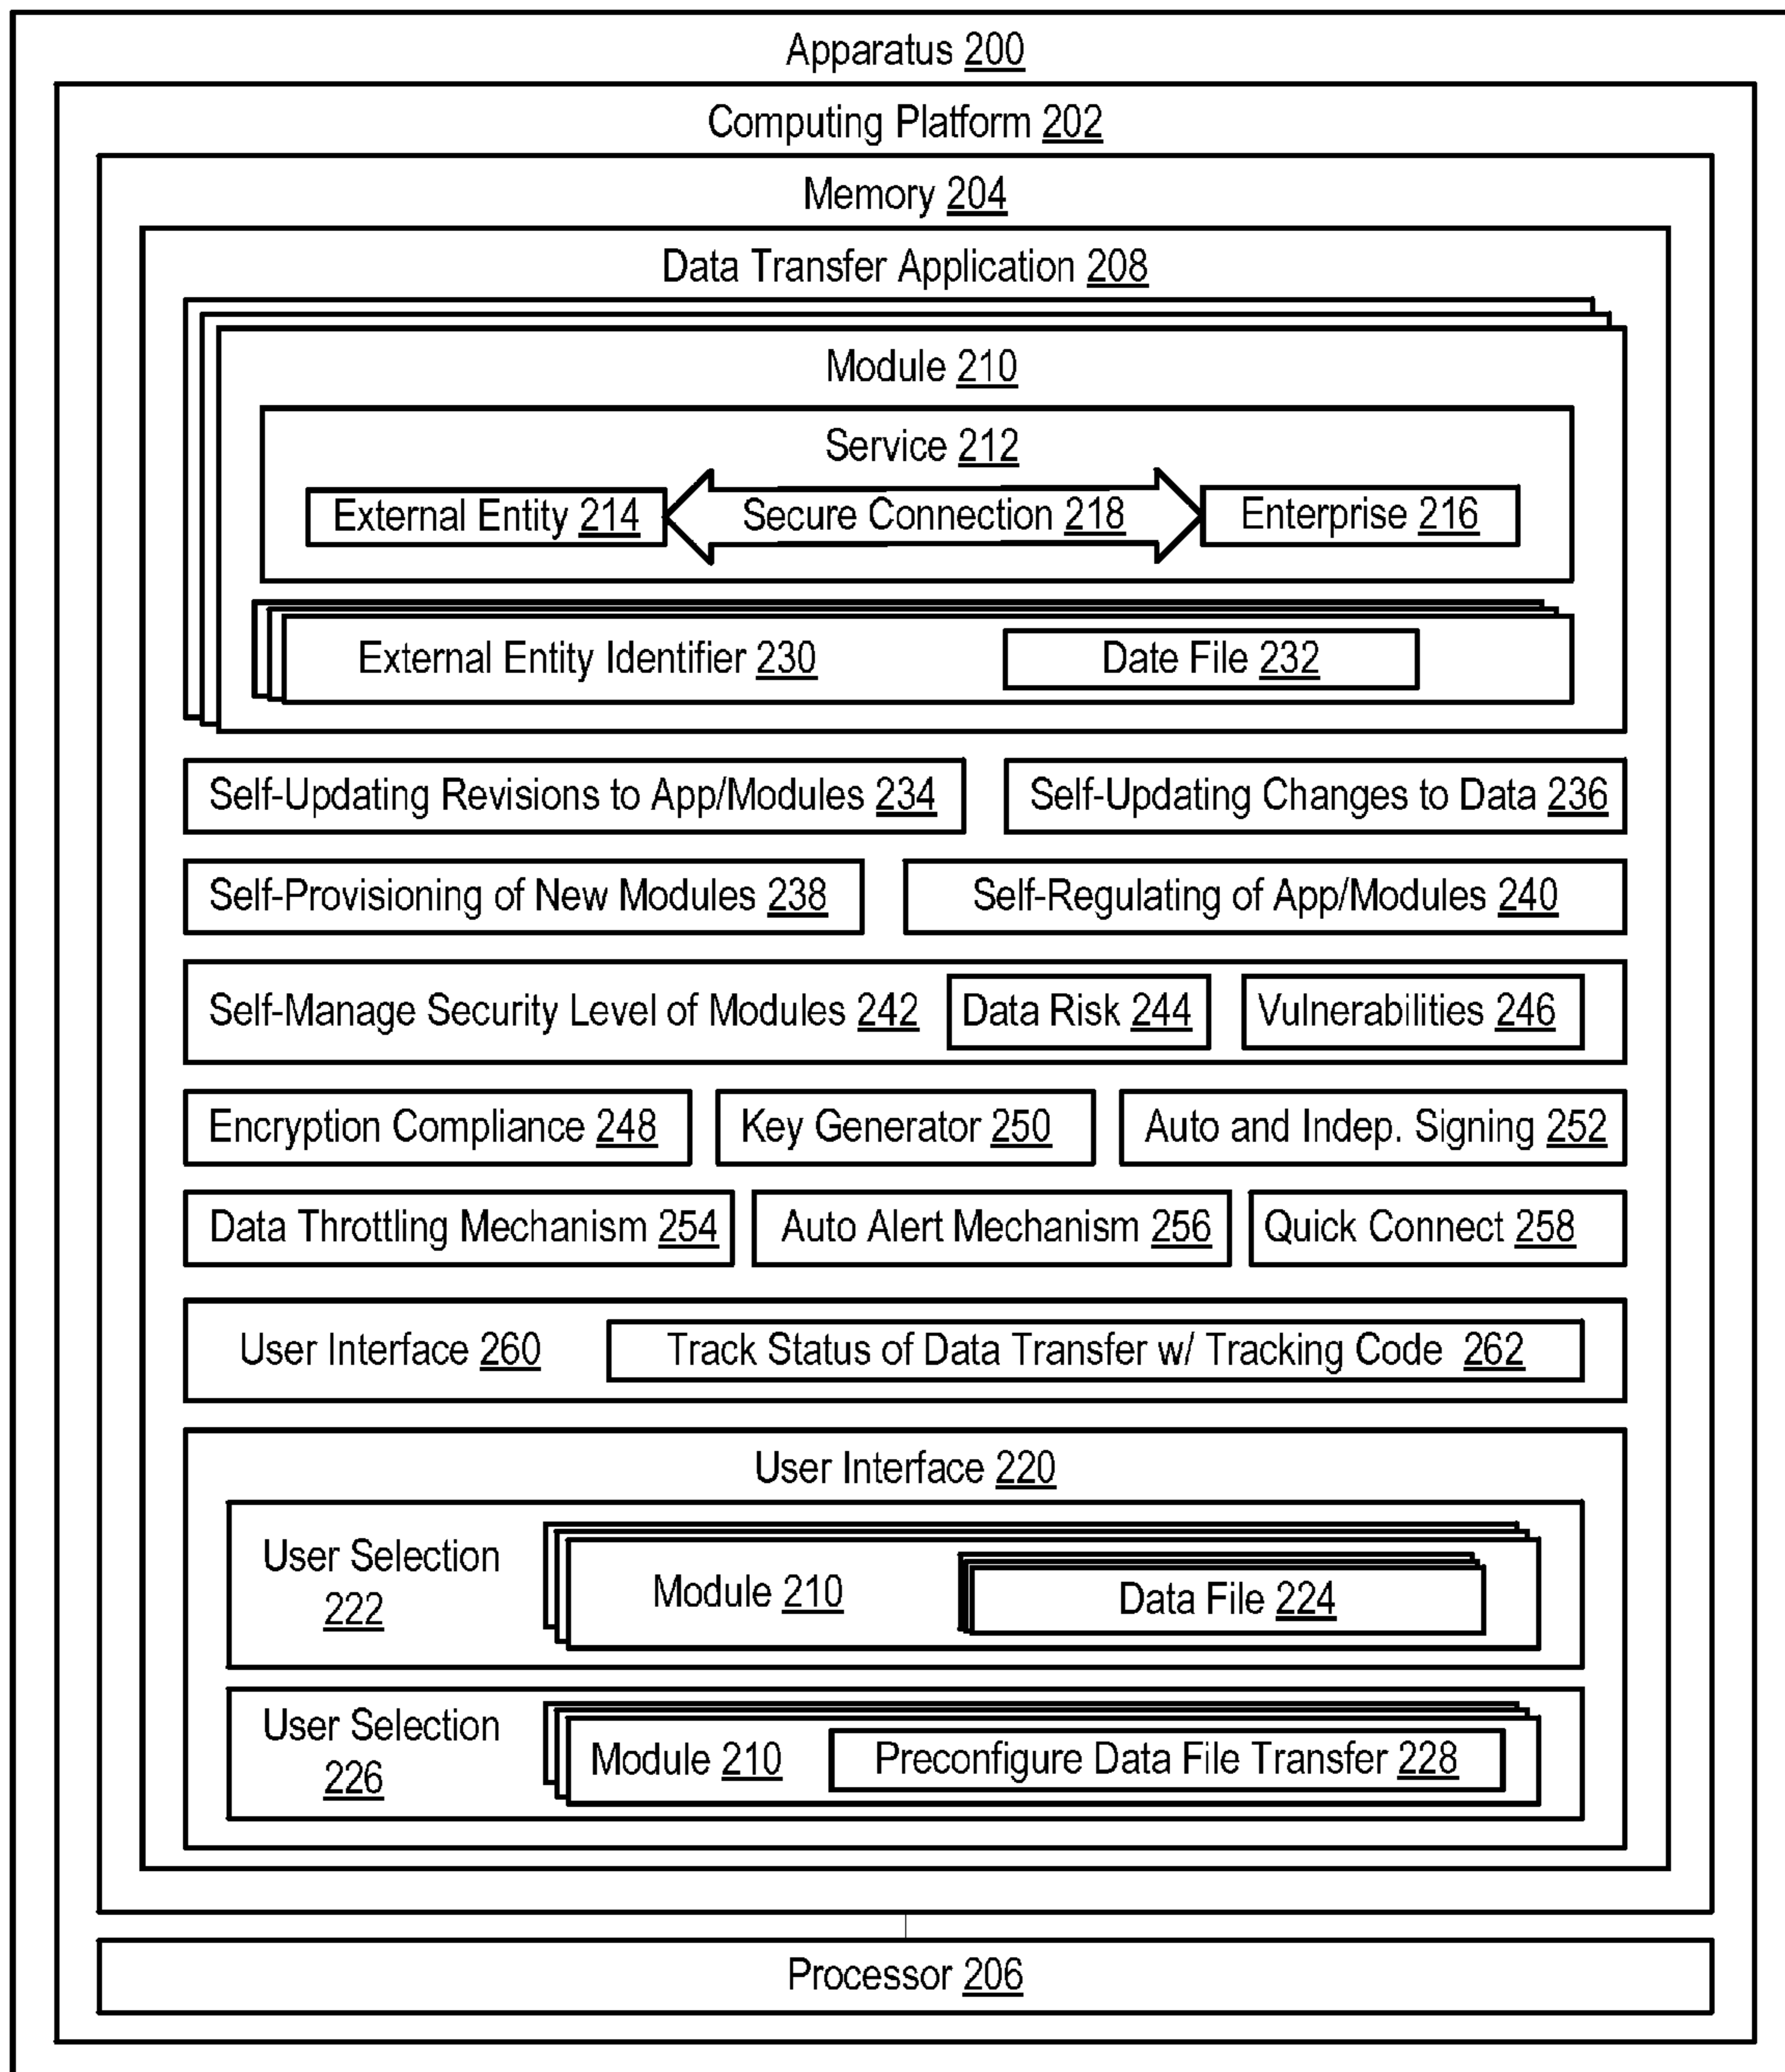 Apparatus 200
Computing Platform 202
Memory 204
Data Transfer Application 208
Module 210
Service 212
External Entity 214 Secure Connection 218 Enterprise 216
External Entity Identifier 230 Date File 232
Self-Updating Revisions to App/Modules 234 Self-Updating Changes to Data 236
Self-Provisioning of New Modules 238 Self-Regulating of App/Modules 240
Self-Manage Security Level of Modules 242 Data Risk 244 Vulnerabilities 246
Encryption Compliance 248 Key Generator 250 Auto and Indep. Signing 252
Data Throttling Mechanism 254 Auto Alert Mechanism 256 Quick Connect 258
User Interface 260 Track Status of Data Transfer w/ Tracking Code 262
User Interface 220
User Selection
222
Module 210 Data File 224
User Selection
226
Module 210 Preconfigure Data File Transfer 228
Processor 206